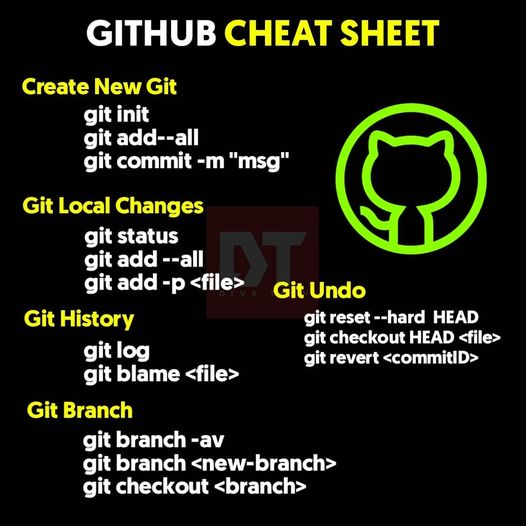 GITHUB CHEAT SHEET
Create New Git
git init
git add--all
git commit -m "msg"
Git Local Changes
git status
git add --all
git add -p <file>
Git History
git log
git blame <file>
Git Branch
git branch -av
git branch <new-branch>
git checkout <branch>
Git Undo
git reset --hard HEAD
git checkout HEAD <file>
git revert <commitID>
DT